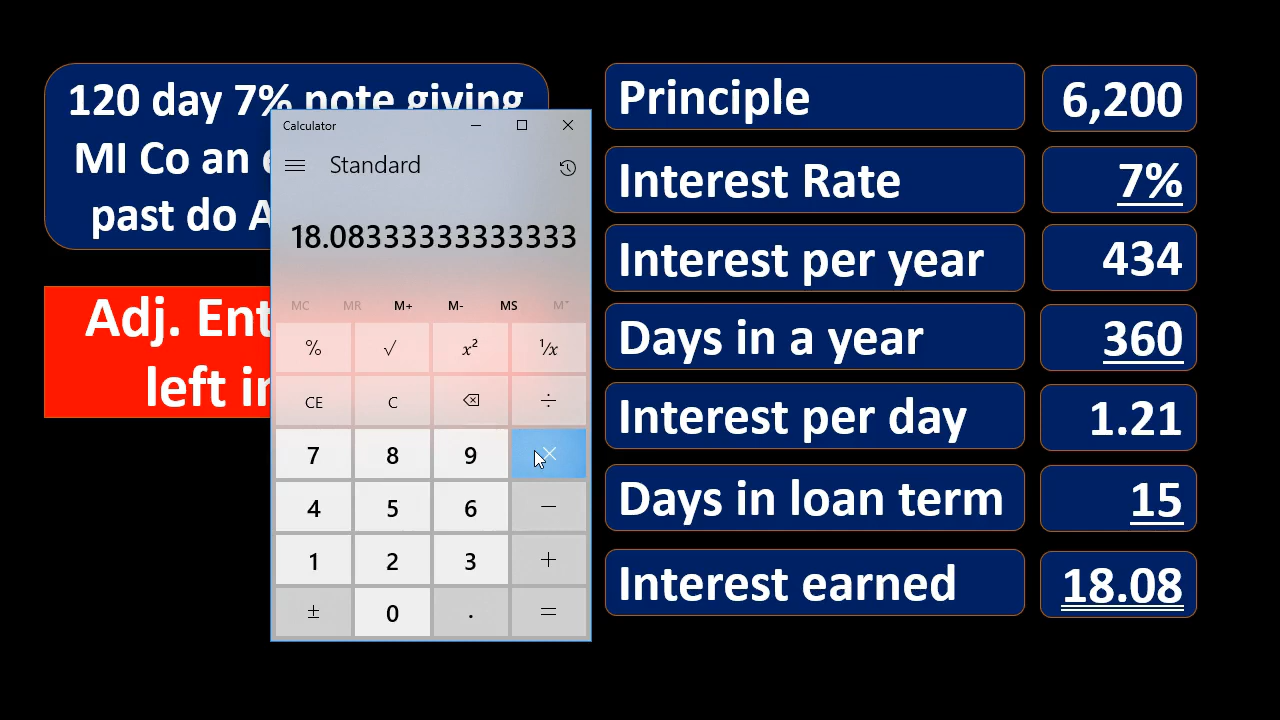 120 day 7% note giving
MI Co an
past do A
Adj. Ent
left in
Calculator
Standard
18.0833333333333
MC MR M+ M- MS M˅
% √ x² ¹/x
CE C ÷
7 8 9 ×
4 5 6 −
1 2 3 +
± 0 . =
Principle 6,200
Interest Rate 7%
Interest per year 434
Days in a year 360
Interest per day 1.21
Days in loan term 15
Interest earned 18.08